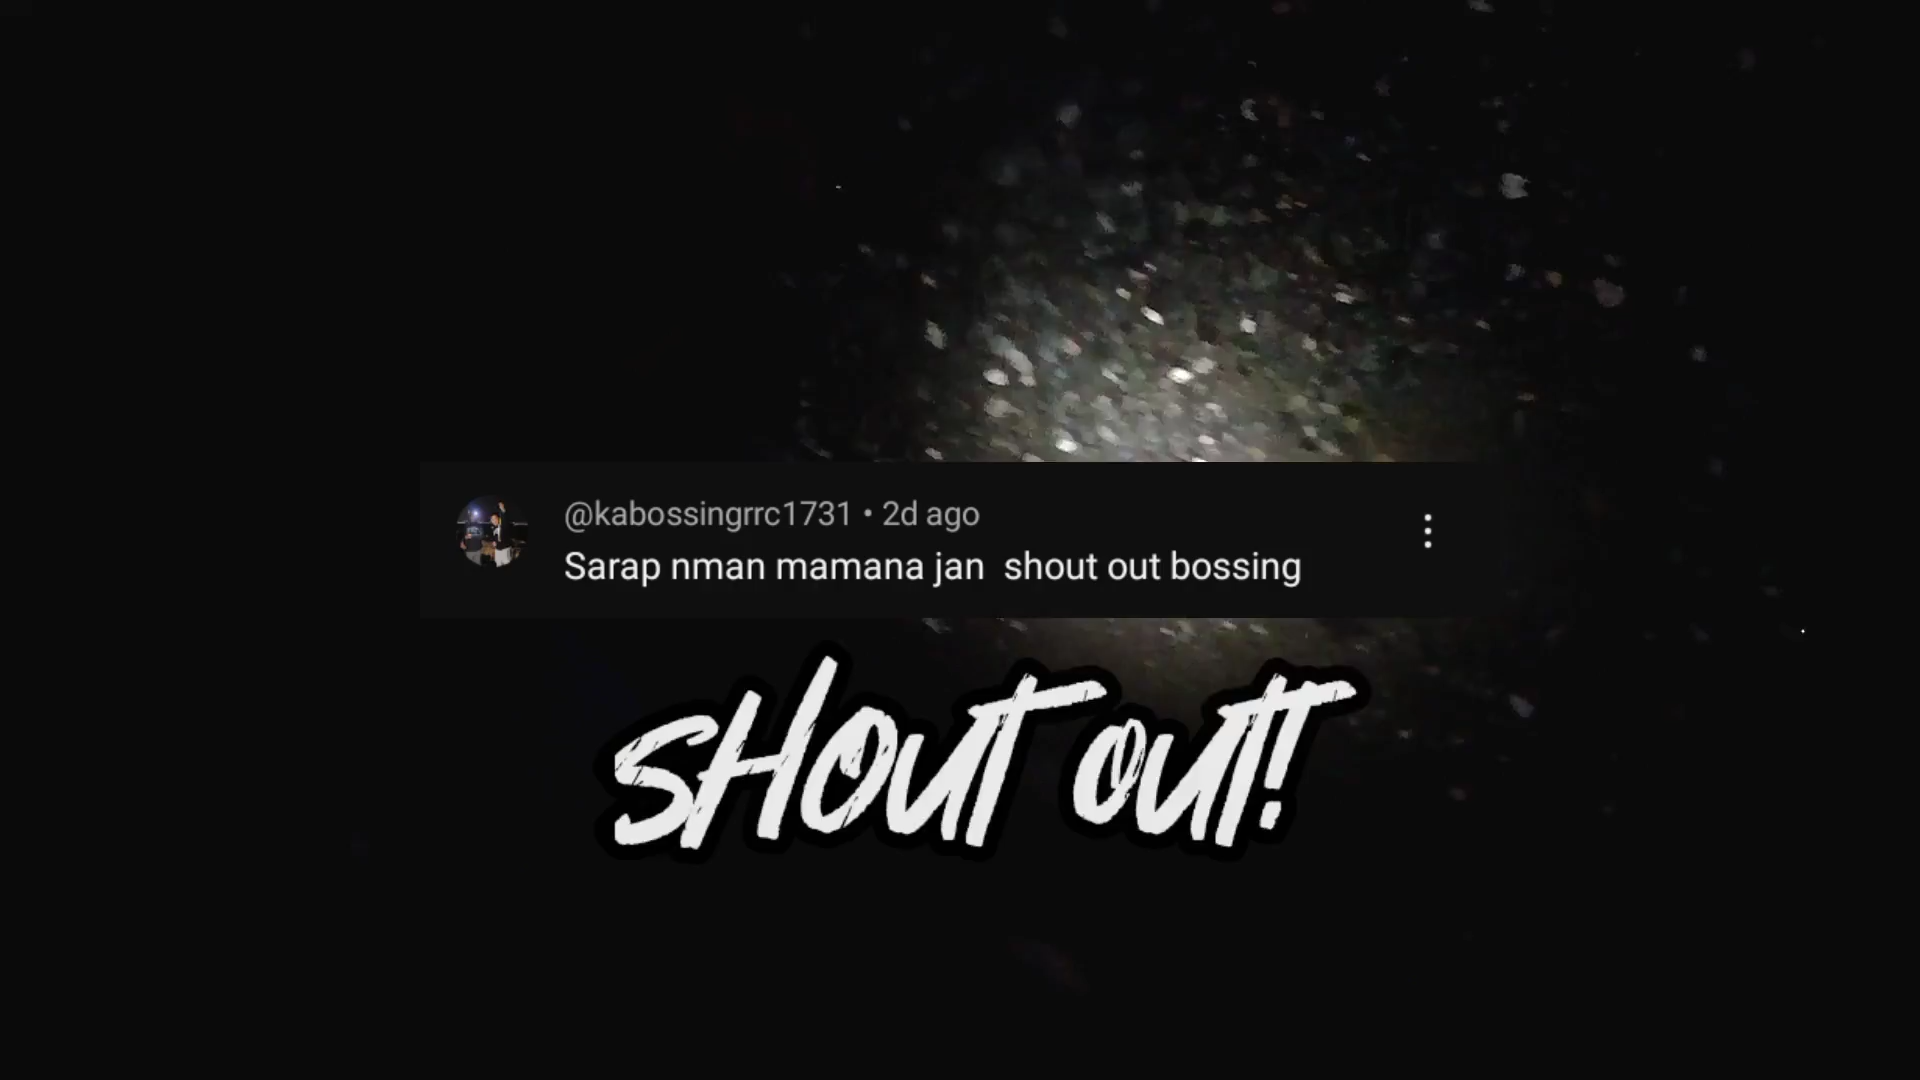 @kabossingrrc1731 • 2d ago
Sarap nman mamana jan  shout out bossing
SHOUT OUT!